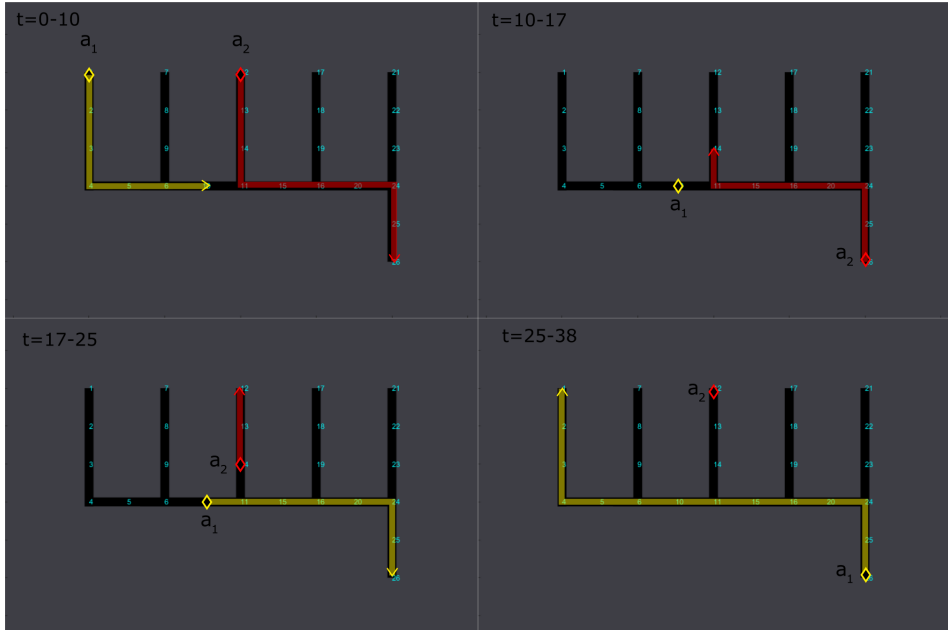 t=0-10
a₁ a₂
7 12 17 21
2 8 13 18 22
3 9 19 23
4 5 6 11 15 16 20 24
25
26
t=10-17
1 7 12 17 21
2 8 13 18 22
3 9 14 19 23
4 5 6 11 15 16 20 24
a₁
25
a₂
t=17-25
1 7 12 17 21
2 8 13 18 22
3 9 a₂ 19 23
4 5 6 11 15 16 20 24
a₁
25
26
t=25-38
7 a₂ 12 17 21
2 8 13 18 22
3 9 14 19 23
4 5 6 10 11 15 16 20 24
25
a₁